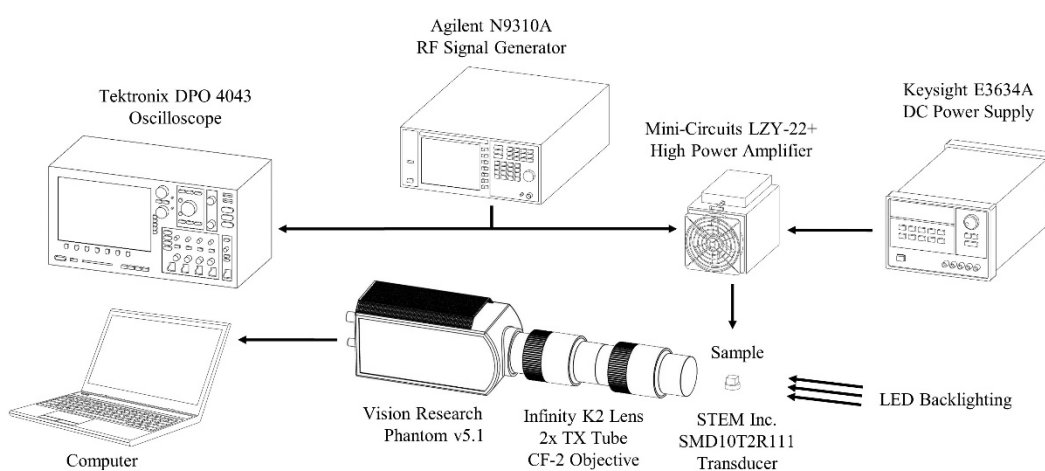 Agilent N9310A
RF Signal Generator
Tektronix DPO 4043
Oscilloscope
Keysight E3634A
DC Power Supply
Mini-Circuits LZY-22+
High Power Amplifier
Sample
LED Backlighting
Vision Research
Phantom v5.1
Infinity K2 Lens
2x TX Tube
CF-2 Objective
STEM Inc.
SMD10T2R111
Transducer
Computer